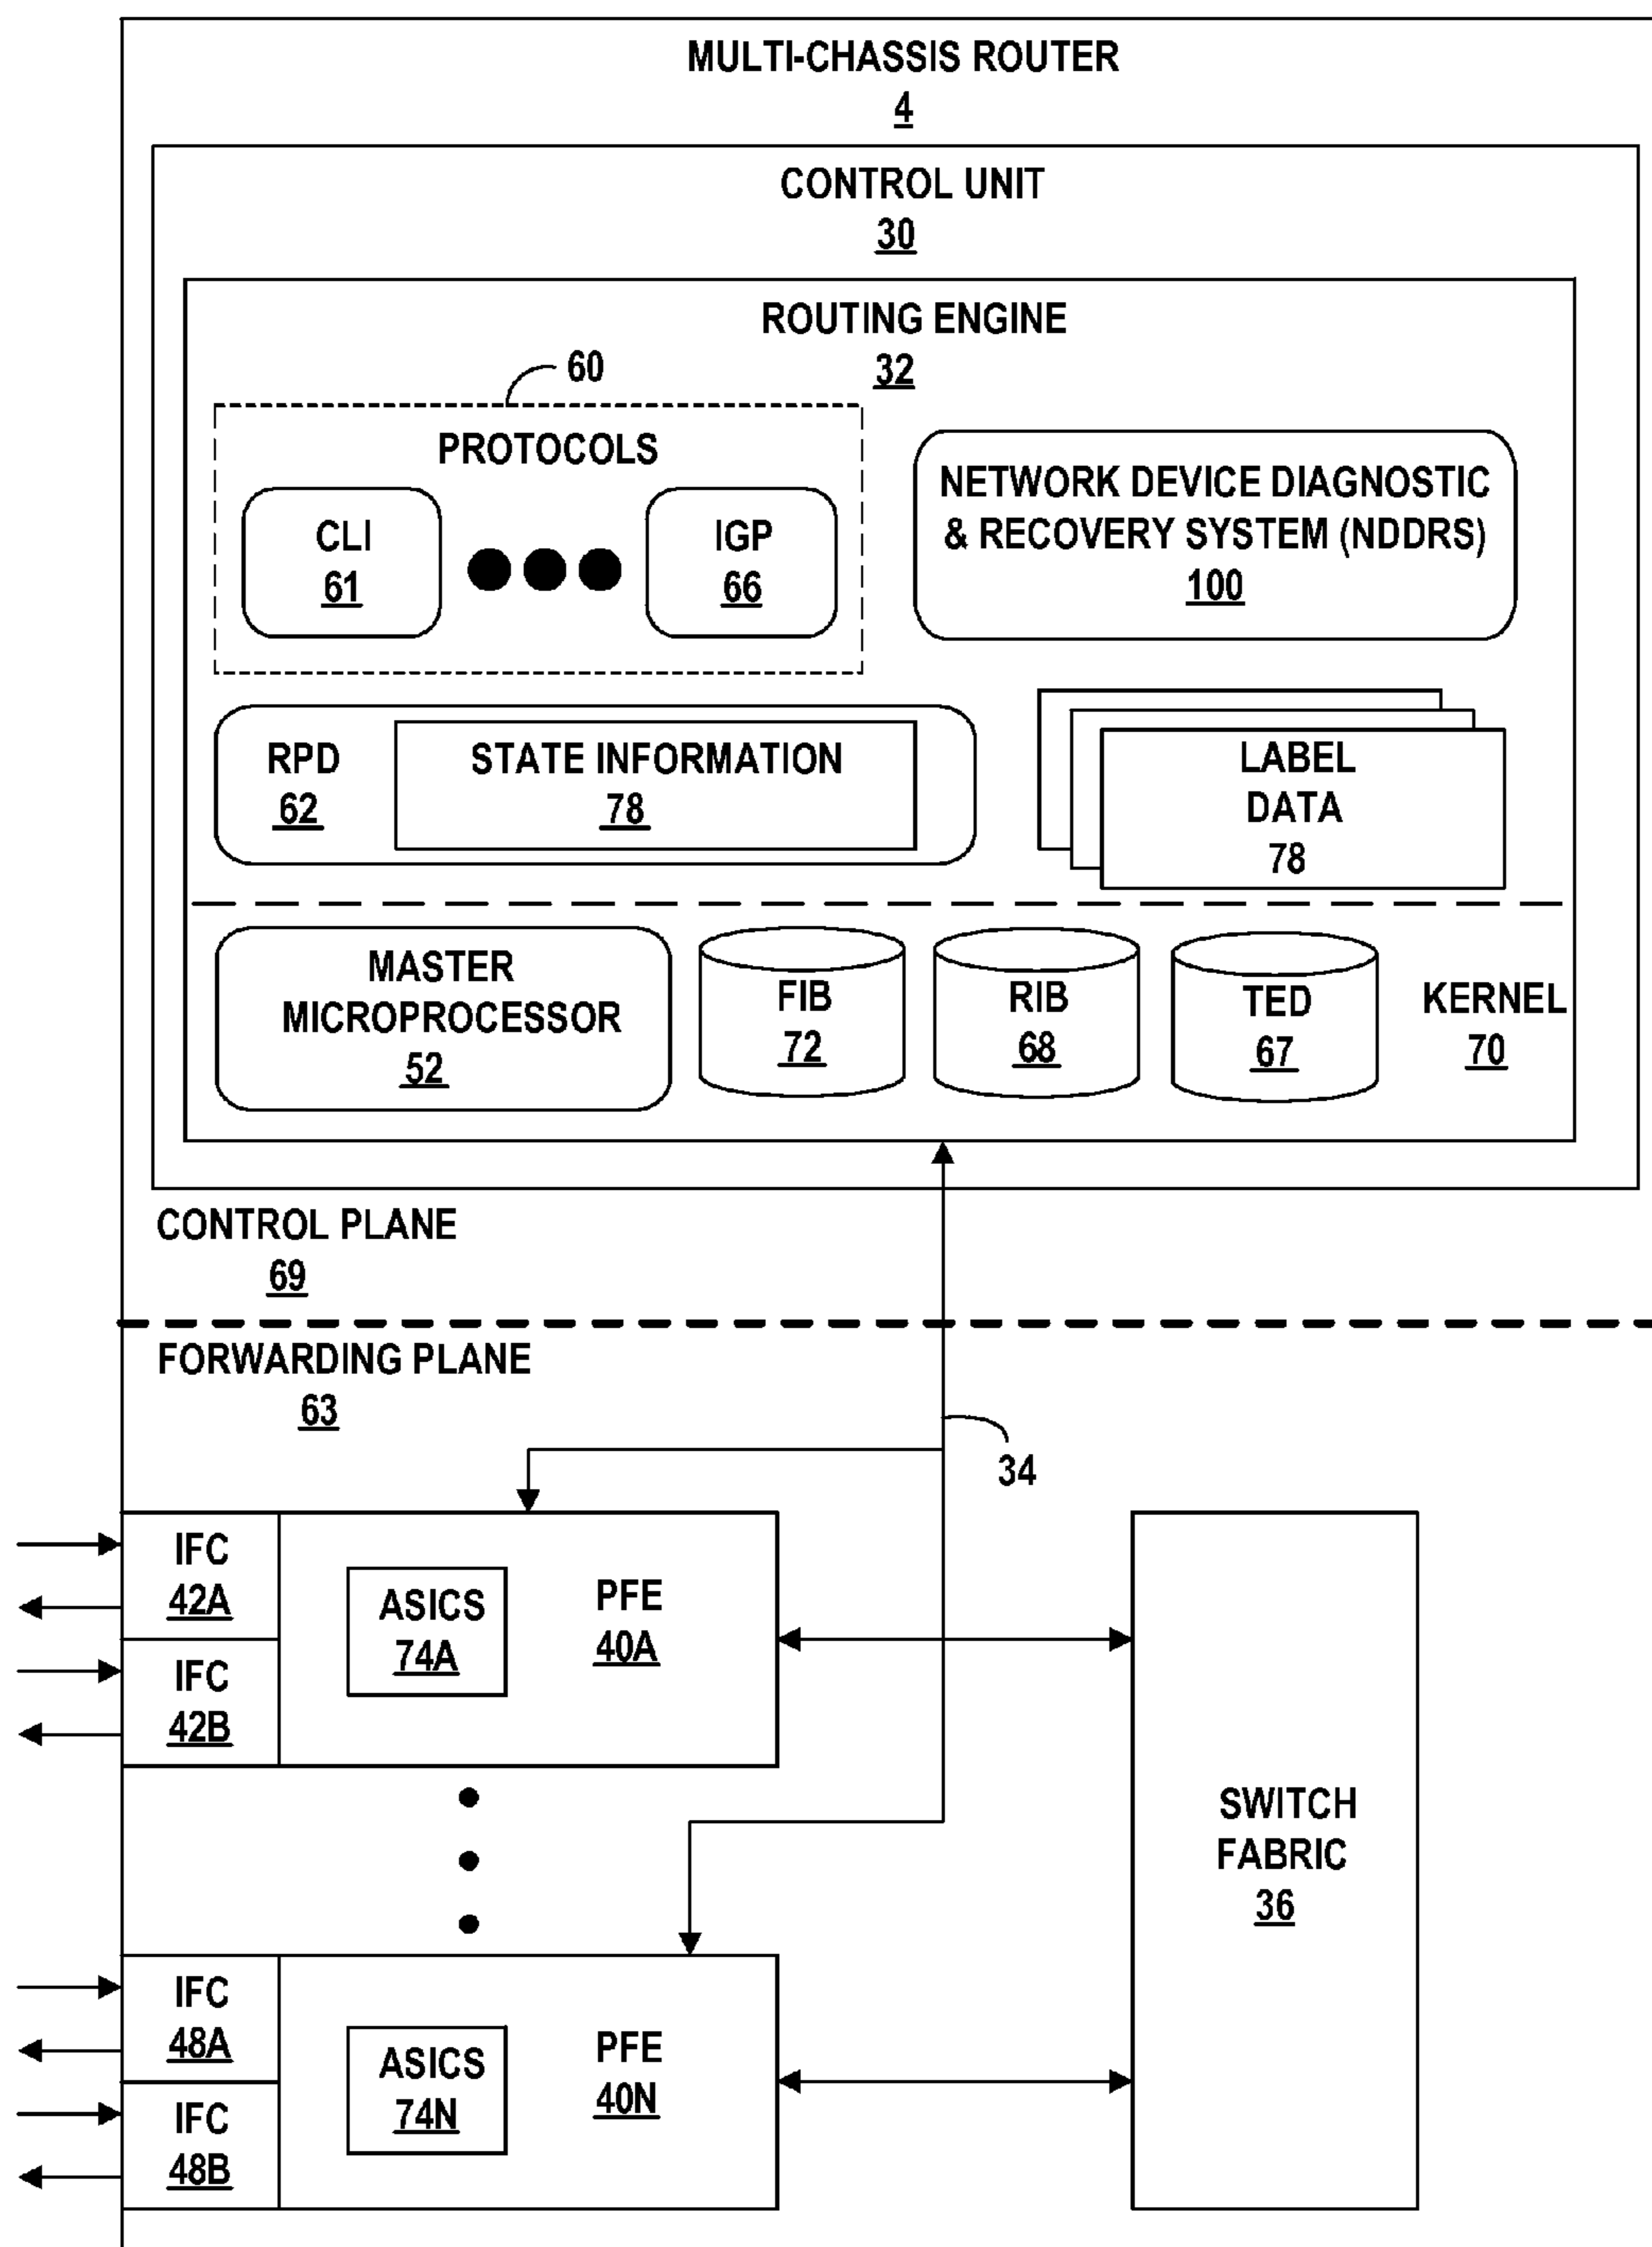 MULTI-CHASSIS ROUTER
4
CONTROL UNIT
30
ROUTING ENGINE
32
60
PROTOCOLS
CLI
61
IGP
66
NETWORK DEVICE DIAGNOSTIC
& RECOVERY SYSTEM (NDDRS)
100
RPD
62
STATE INFORMATION
78
LABEL
DATA
78
MASTER
MICROPROCESSOR
52
FIB
72
RIB
68
TED
67
KERNEL
70
CONTROL PLANE
69
FORWARDING PLANE
63
34
IFC
42A
IFC
42B
ASICS
74A
PFE
40A
SWITCH
FABRIC
36
IFC
48A
IFC
48B
ASICS
74N
PFE
40N